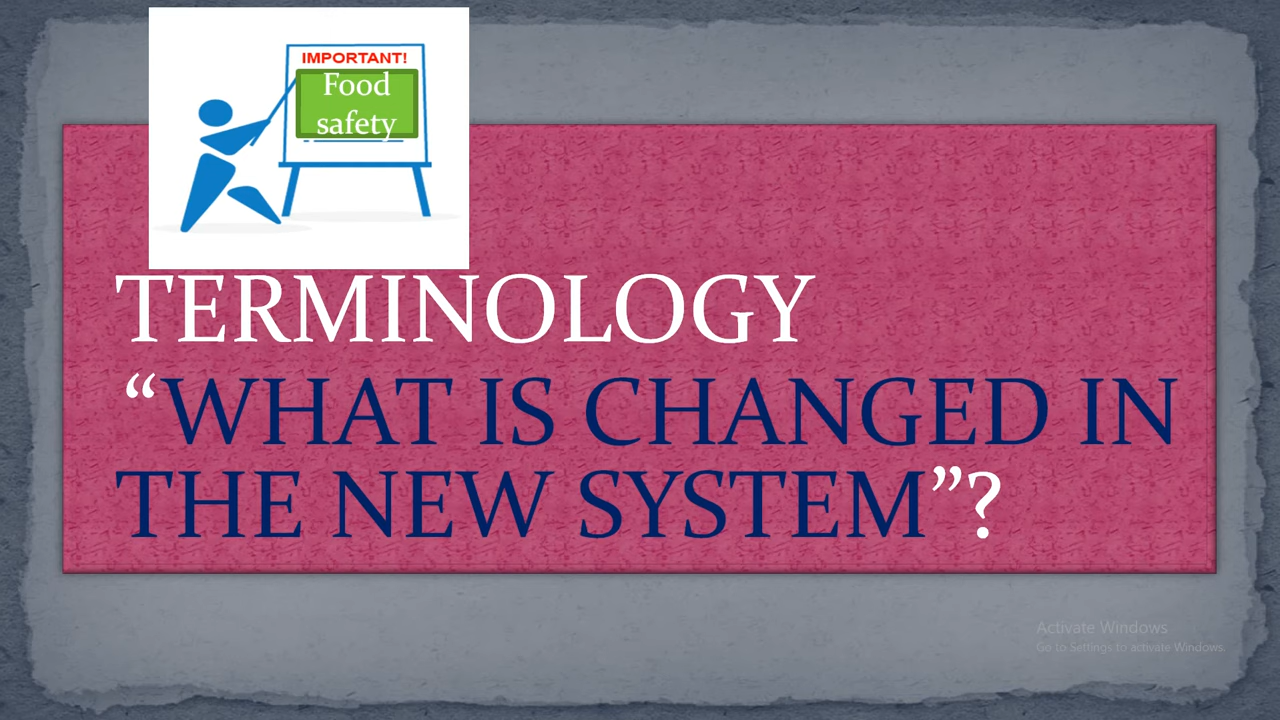 IMPORTANT!
Food
safety
TERMINOLOGY
“WHAT IS CHANGED IN
THE NEW SYSTEM”?
Activate Windows
Go to Settings to activate Windows.